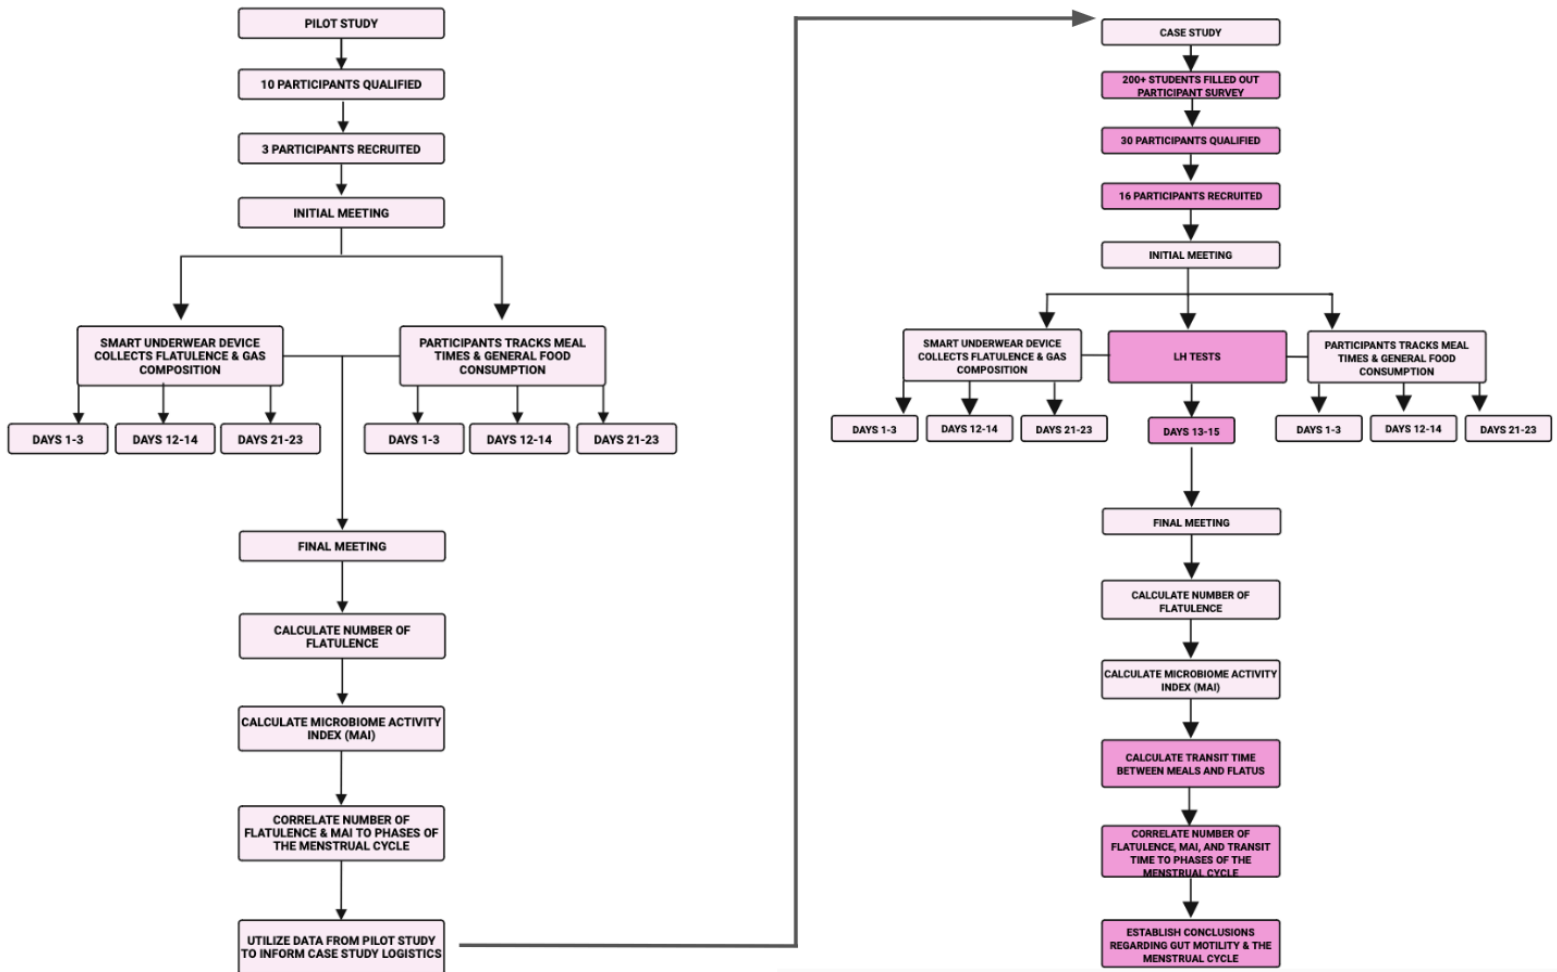 PILOT STUDY
10 PARTICIPANTS QUALIFIED
3 PARTICIPANTS RECRUITED
INITIAL MEETING
SMART UNDERWEAR DEVICE
COLLECTS FLATULENCE & GAS
COMPOSITION
PARTICIPANTS TRACKS MEAL
TIMES & GENERAL FOOD
CONSUMPTION
DAYS 1-3
DAYS 12-14
DAYS 21-23
DAYS 1-3
DAYS 12-14
DAYS 21-23
FINAL MEETING
CALCULATE NUMBER OF
FLATULENCE
CALCULATE MICROBIOME ACTIVITY
INDEX (MAI)
CORRELATE NUMBER OF
FLATULENCE & MAI TO PHASES OF
THE MENSTRUAL CYCLE
UTILIZE DATA FROM PILOT STUDY
TO INFORM CASE STUDY LOGISTICS
CASE STUDY
200+ STUDENTS FILLED OUT
PARTICIPANT SURVEY
30 PARTICIPANTS QUALIFIED
16 PARTICIPANTS RECRUITED
INITIAL MEETING
SMART UNDERWEAR DEVICE
COLLECTS FLATULENCE & GAS
COMPOSITION
LH TESTS
PARTICIPANTS TRACKS MEAL
TIMES & GENERAL FOOD
CONSUMPTION
DAYS 1-3
DAYS 12-14
DAYS 21-23
DAYS 13-15
DAYS 1-3
DAYS 12-14
DAYS 21-23
FINAL MEETING
CALCULATE NUMBER OF
FLATULENCE
CALCULATE MICROBIOME ACTIVITY
INDEX (MAI)
CALCULATE TRANSIT TIME
BETWEEN MEALS AND FLATUS
CORRELATE NUMBER OF
FLATULENCE, MAI, AND TRANSIT
TIME TO PHASES OF THE
MENSTRUAL CYCLE
ESTABLISH CONCLUSIONS
REGARDING GUT MOTILITY & THE
MENSTRUAL CYCLE